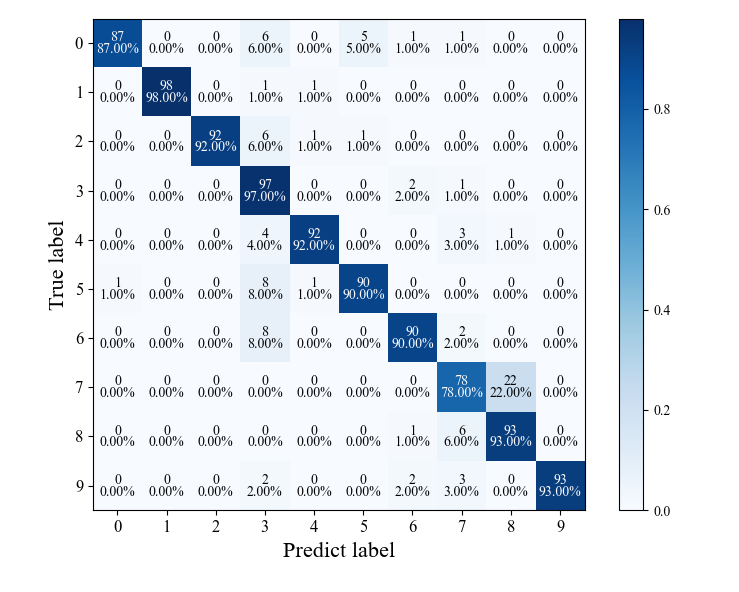 0 87 0 0 6 0 5 1 1 0 0
87.00% 0.00% 0.00% 6.00% 0.00% 5.00% 1.00% 1.00% 0.00% 0.00%
1 0 98 0 1 1 0 0 0 0 0
0.00% 98.00% 0.00% 1.00% 1.00% 0.00% 0.00% 0.00% 0.00% 0.00%
2 0 0 92 6 1 1 0 0 0 0
0.00% 0.00% 92.00% 6.00% 1.00% 1.00% 0.00% 0.00% 0.00% 0.00%
3 0 0 0 97 0 0 2 1 0 0
0.00% 0.00% 0.00% 97.00% 0.00% 0.00% 2.00% 1.00% 0.00% 0.00%
4 0 0 0 4 92 0 0 3 1 0
0.00% 0.00% 0.00% 4.00% 92.00% 0.00% 0.00% 3.00% 1.00% 0.00%
5 1 0 0 8 1 90 0 0 0 0
1.00% 0.00% 0.00% 8.00% 1.00% 90.00% 0.00% 0.00% 0.00% 0.00%
6 0 0 0 8 0 0 90 2 0 0
0.00% 0.00% 0.00% 8.00% 0.00% 0.00% 90.00% 2.00% 0.00% 0.00%
7 0 0 0 0 0 0 0 78 22 0
0.00% 0.00% 0.00% 0.00% 0.00% 0.00% 0.00% 78.00% 22.00% 0.00%
8 0 0 0 0 0 0 1 6 93 0
0.00% 0.00% 0.00% 0.00% 0.00% 0.00% 1.00% 6.00% 93.00% 0.00%
9 0 0 0 2 0 0 2 3 0 93
0.00% 0.00% 0.00% 2.00% 0.00% 0.00% 2.00% 3.00% 0.00% 93.00%
0 1 2 3 4 5 6 7 8 9
Predict label
True label
0.8
0.6
0.4
0.2
0.0